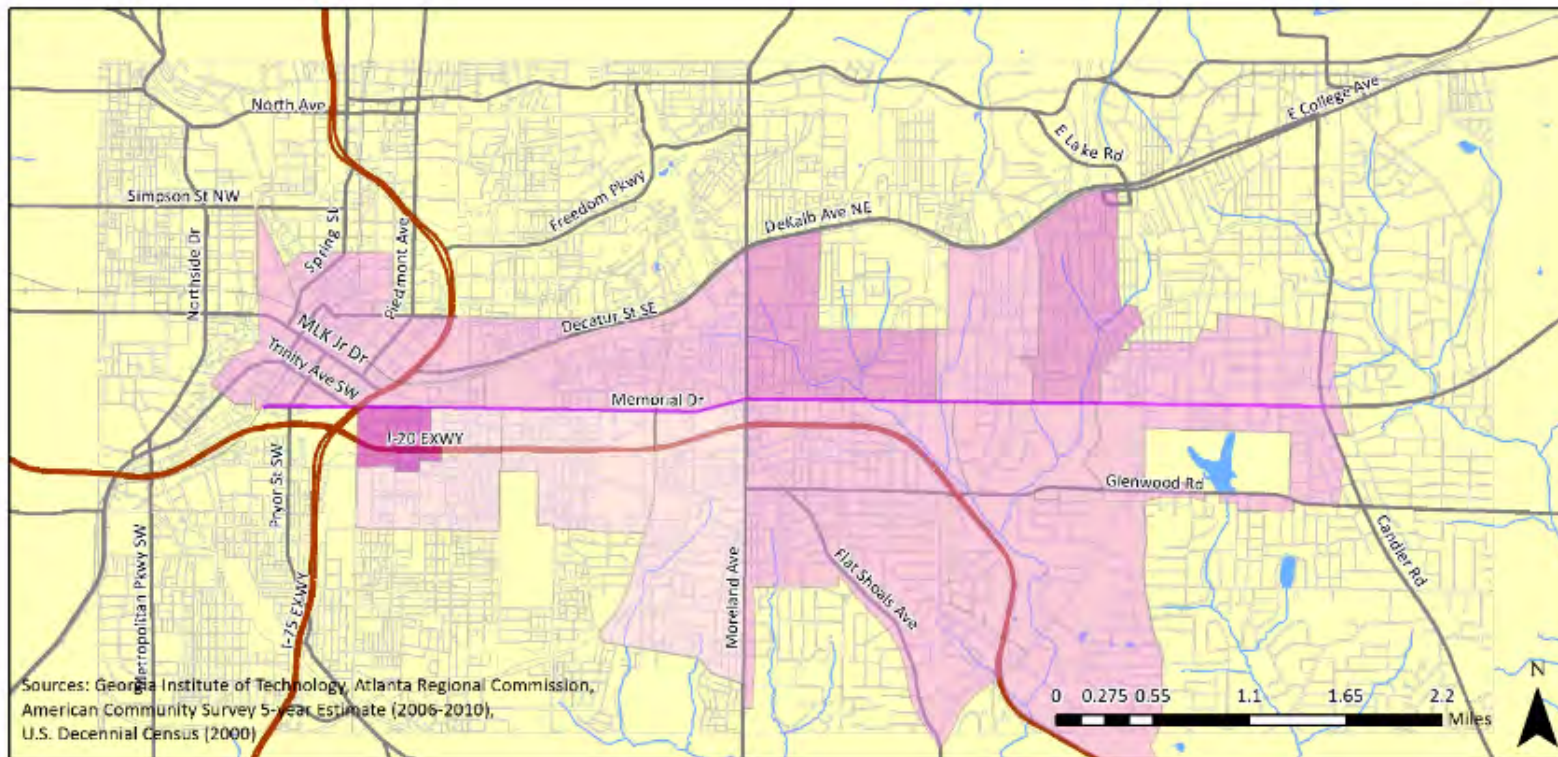 North Ave
E College Ave
E Lake Rd
Simpson St NW
Freedom Pkwy
Northside Dr
Spring St
Piedmont Ave
DeKalb Ave NE
MLK Jr Dr
Decatur St SE
Trinity Ave SW
Memorial Dr
I-20 EXWY
Pryor St SW
Glenwood Rd
Metropolitan Pkwy SW
I-75 EXWY
Moreland Ave
Flat Shoals Ave
Candler Rd
Sources: Georgia Institute of Technology, Atlanta Regional Commission,
American Community Survey 5-year Estimate (2006-2010),
U.S. Decennial Census (2000)
N
0 0.275 0.55 1.1 1.65 2.2
Miles